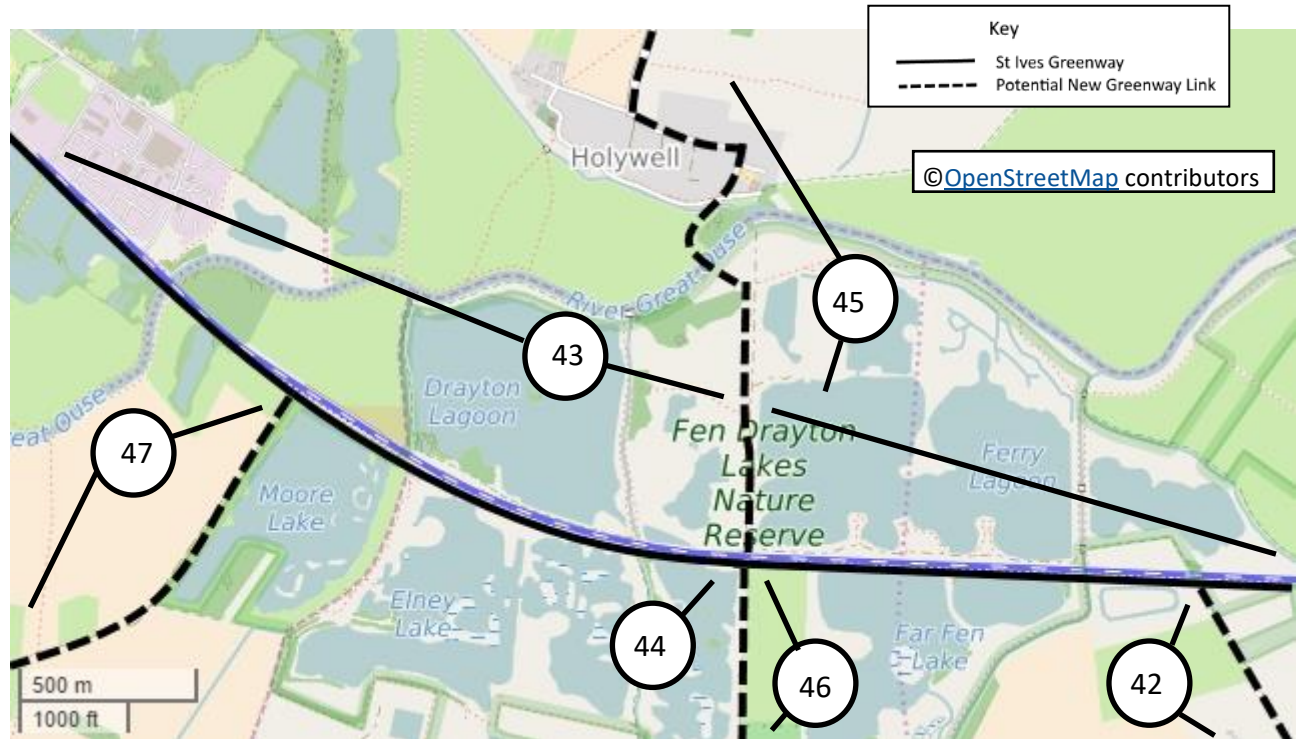 Key
St Ives Greenway
Potential New Greenway Link
©OpenStreetMap contributors
Holywell
River Great Ouse
45
43
Drayton
Lagoon
Fen Drayton
Lakes
Nature
Reserve
Ferry
Lagoon
eat Ouse
47
Moore
Lake
Elney
Lake
44
46
Far Fen
Lake
42
500 m
1000 ft